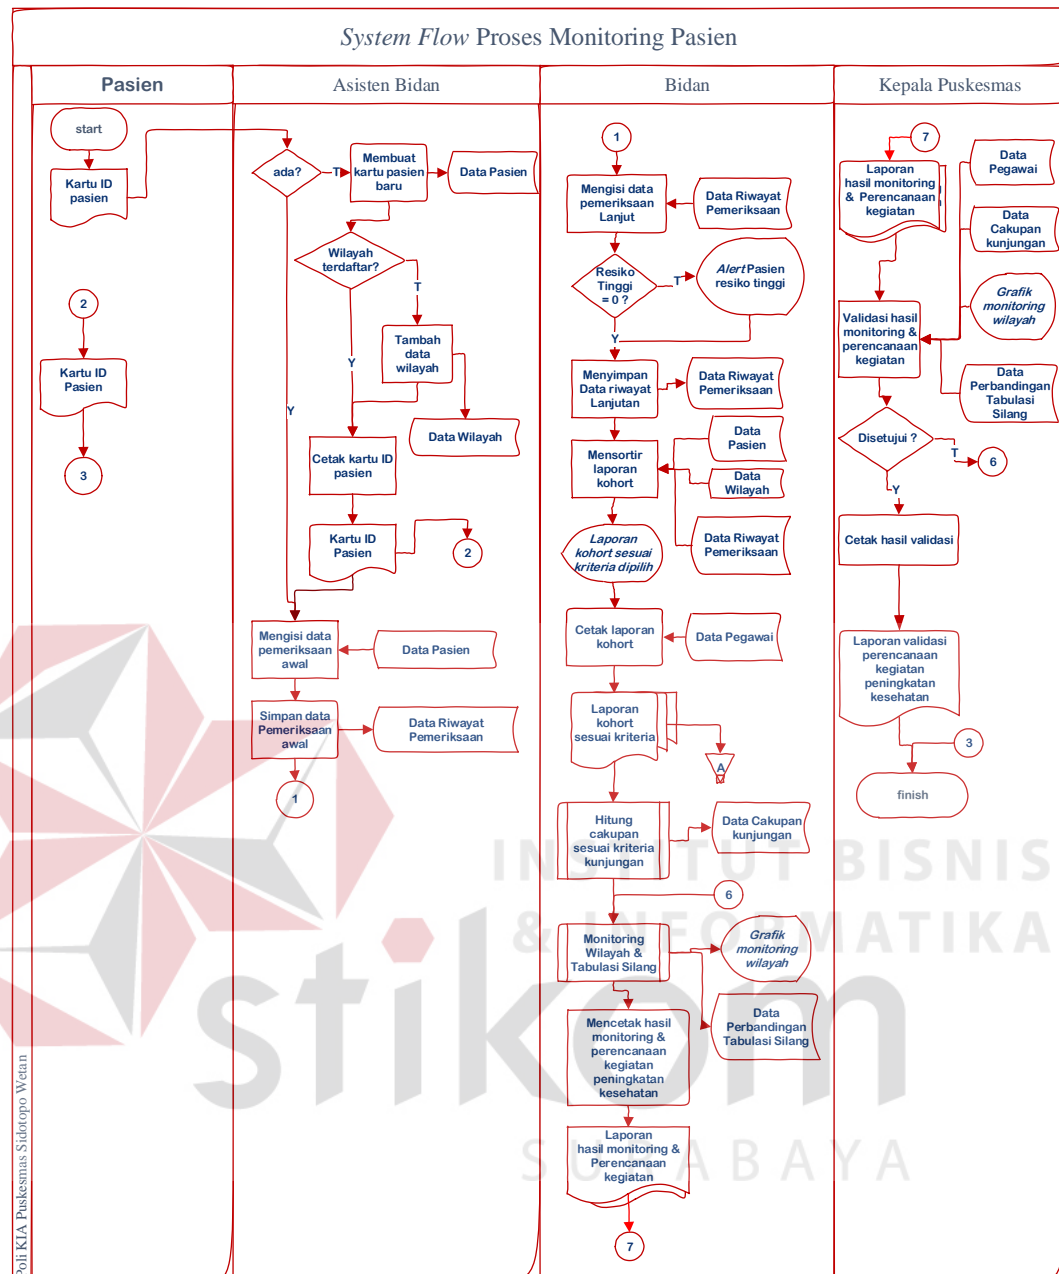 System Flow Proses Monitoring Pasien
Pasien
Asisten Bidan
Bidan
Kepala Puskesmas
Poli KIA Puskesmas Sidotopo Wetan
start
Kartu ID
pasien
2
Kartu ID
Pasien
3
ada?
T
Membuat
kartu pasien
baru
Data Pasien
Wilayah
terdaftar?
T
Y
Tambah
data
wilayah
Y
Data Wilayah
Cetak kartu ID
pasien
Kartu ID
Pasien
2
Mengisi data
pemeriksaan
awal
Data Pasien
Simpan data
Pemeriksaan
awal
Data Riwayat
Pemeriksaan
1
1
Mengisi data
pemeriksaan
Lanjut
Data Riwayat
Pemeriksaan
Resiko
Tinggi
= 0 ?
T
Alert Pasien
resiko tinggi
Y
Menyimpan
Data riwayat
Lanjutan
Data Riwayat
Pemeriksaan
Mensortir
laporan
kohort
Data
Pasien
Data
Wilayah
Data Riwayat
Pemeriksaan
Laporan
kohort sesuai
kriteria dipilih
Cetak laporan
kohort
Data Pegawai
Laporan
kohort
sesuai kriteria
A
Hitung
cakupan
sesuai kriteria
kunjungan
Data Cakupan
kunjungan
6
Monitoring
Wilayah &
Tabulasi Silang
Grafik
monitoring
wilayah
Data
Perbandingan
Tabulasi Silang
Mencetak hasil
monitoring &
perencanaan
kegiatan
peningkatan
kesehatan
Laporan
hasil monitoring &
Perencanaan
kegiatan
7
7
Laporan
hasil monitoring
& Perencanaan
kegiatan
Data
Pegawai
Data
Cakupan
kunjungan
Grafik
monitoring
wilayah
Validasi hasil
monitoring &
perencanaan
kegiatan
Data
Perbandingan
Tabulasi
Silang
Disetujui ?
T
6
Y
Cetak hasil validasi
Laporan validasi
perencanaan
kegiatan
peningkatan
kesehatan
3
finish
INSTITUT BISNIS
& INFORMATIKA
stikom
SURABAYA